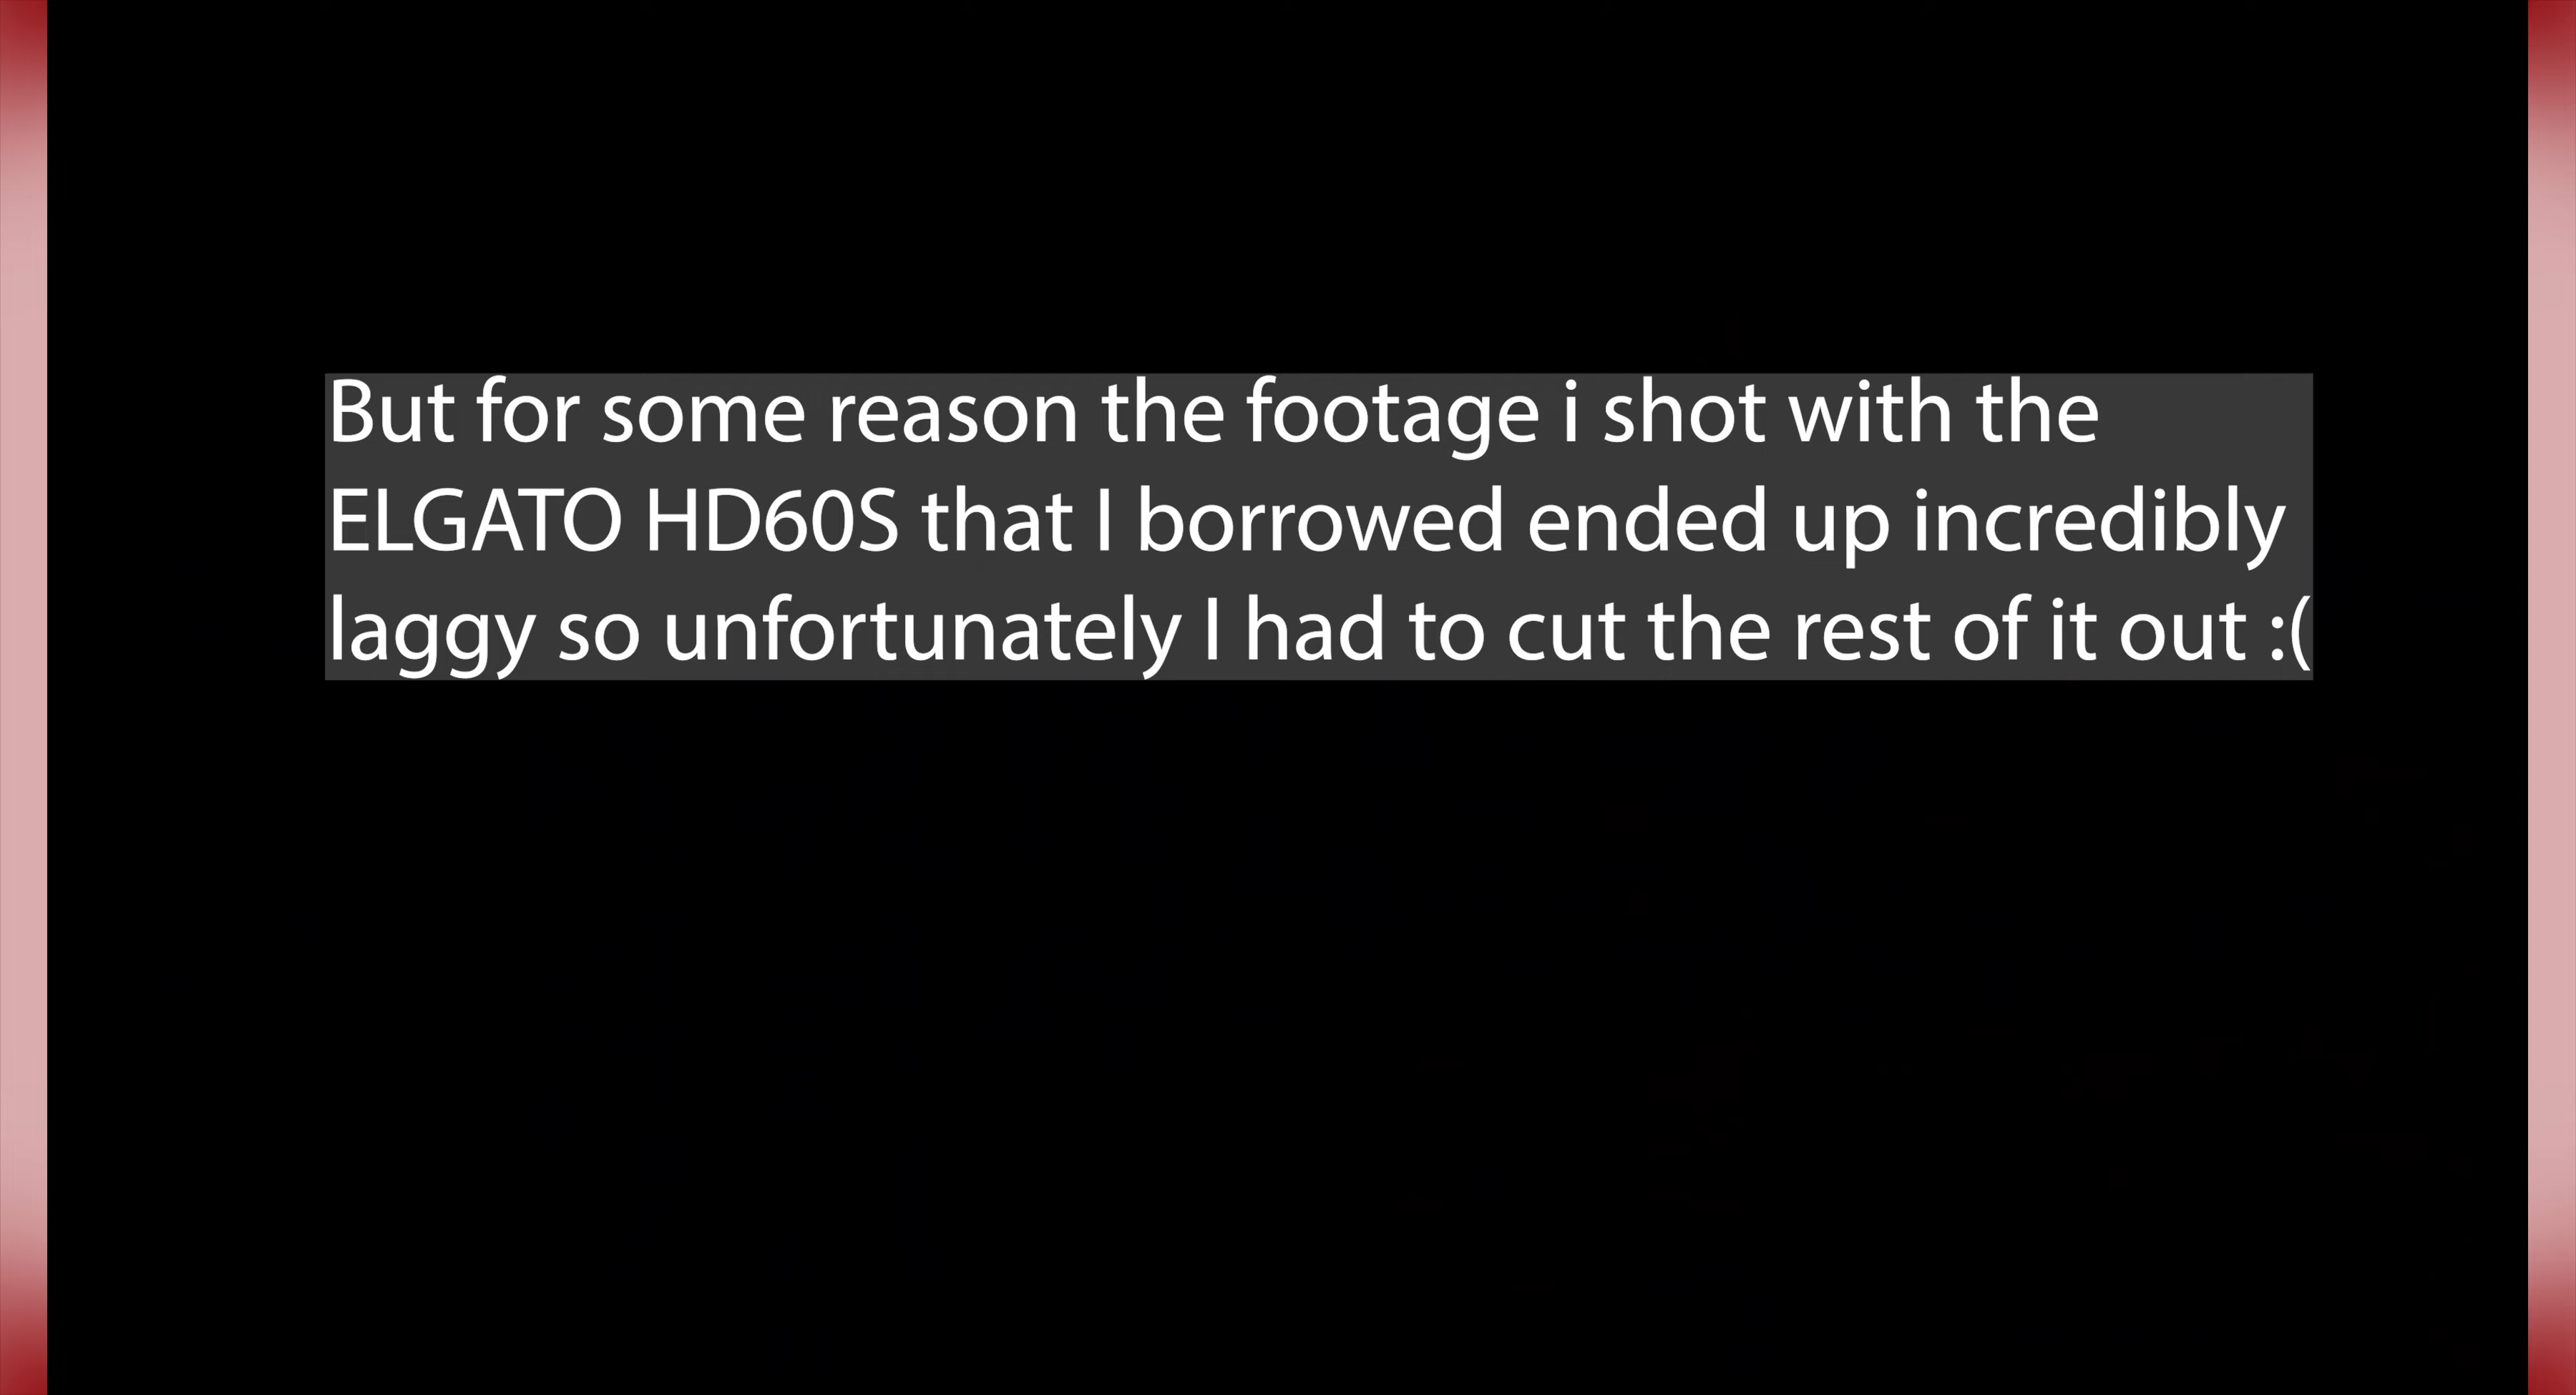 But for some reason the footage i shot with the
ELGATO HD60S that I borrowed ended up incredibly
laggy so unfortunately I had to cut the rest of it out :(